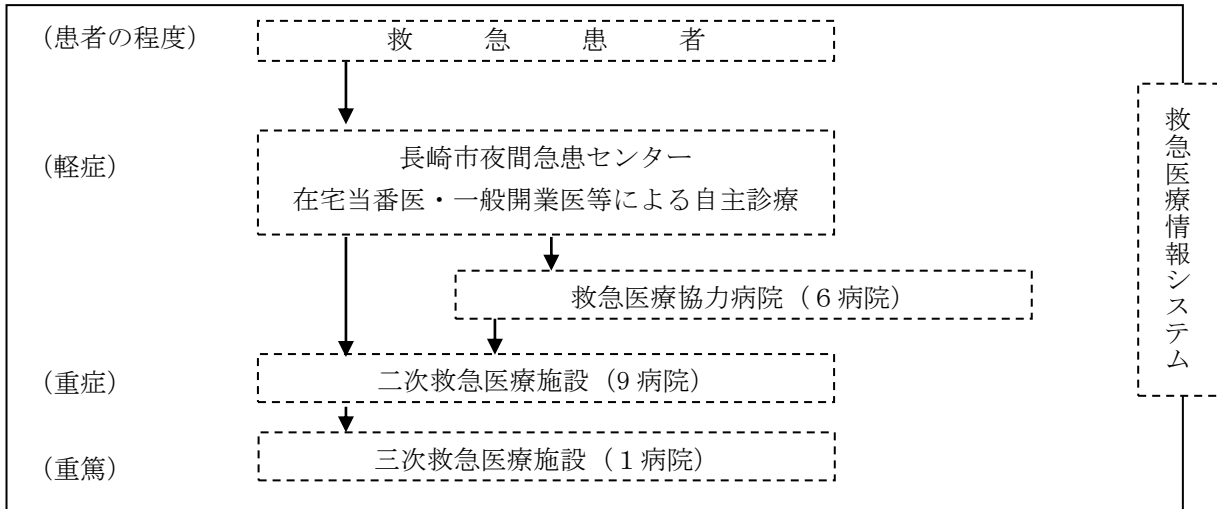 (患者の程度)
救急患者
(軽症)
長崎市夜間急患センター
在宅当番医・一般開業医等による自主診療
救急医療協力病院(6病院)
(重症)
二次救急医療施設(9病院)
(重篤)
三次救急医療施設(1病院)
救急医療情報システム